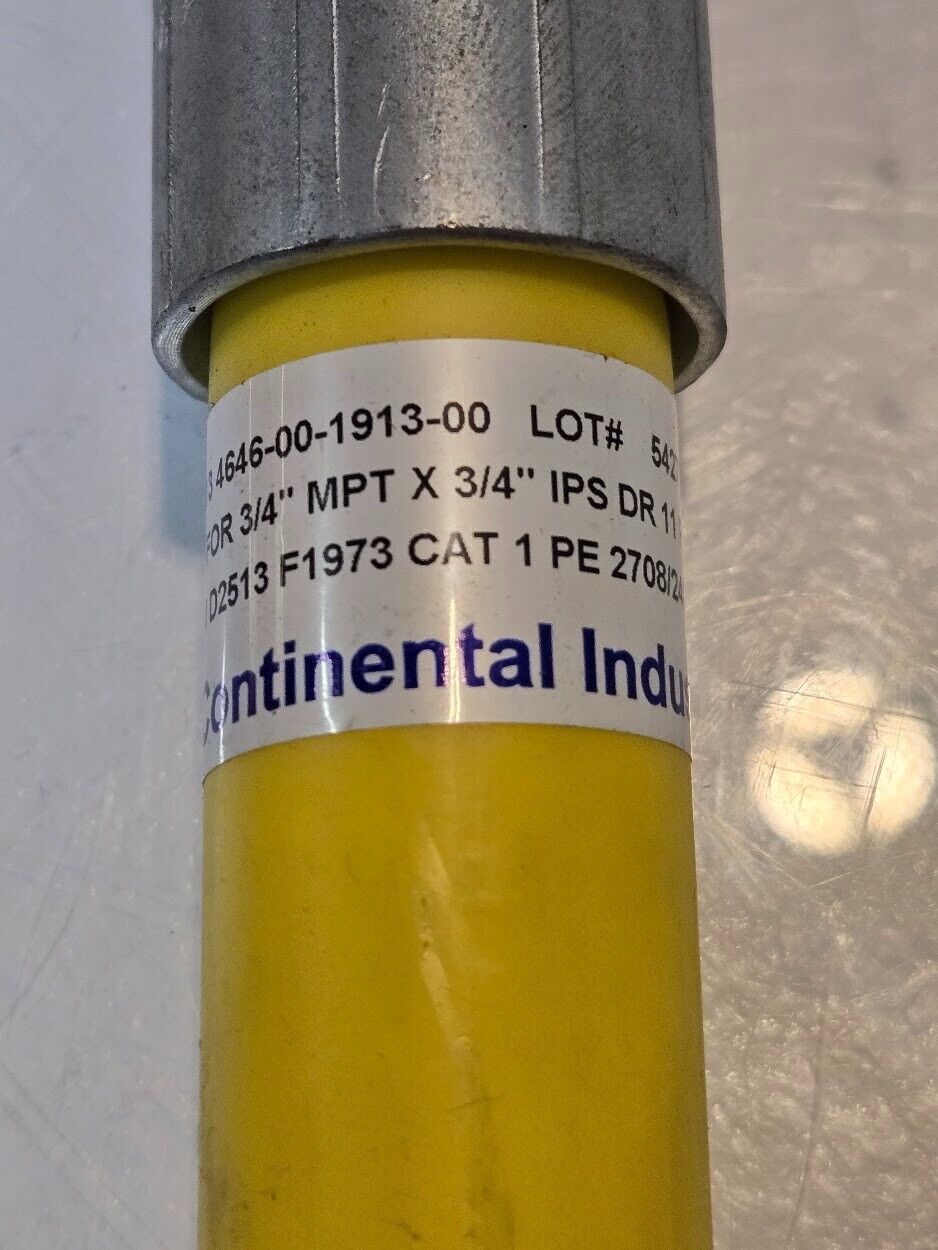 4646-00-1913-00 LOT# 542
FOR 3/4" MPT X 3/4" IPS DR 11
D2513 F1973 CAT 1 PE 2708/24
Continental Indu